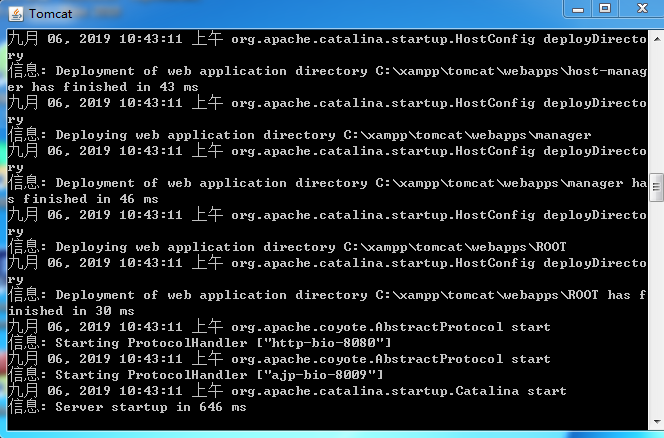 Tomcat
九月 06, 2019 10:43:11 上午 org.apache.catalina.startup.HostConfig deployDirecto
ry
信息: Deployment of web application directory C:\xampp\tomcat\webapps\host-manag
er has finished in 43 ms
九月 06, 2019 10:43:11 上午 org.apache.catalina.startup.HostConfig deployDirecto
ry
信息: Deploying web application directory C:\xampp\tomcat\webapps\manager
九月 06, 2019 10:43:11 上午 org.apache.catalina.startup.HostConfig deployDirecto
ry
信息: Deployment of web application directory C:\xampp\tomcat\webapps\manager ha
s finished in 46 ms
九月 06, 2019 10:43:11 上午 org.apache.catalina.startup.HostConfig deployDirecto
ry
信息: Deploying web application directory C:\xampp\tomcat\webapps\ROOT
九月 06, 2019 10:43:11 上午 org.apache.catalina.startup.HostConfig deployDirecto
ry
信息: Deployment of web application directory C:\xampp\tomcat\webapps\ROOT has f
inished in 30 ms
九月 06, 2019 10:43:11 上午 org.apache.coyote.AbstractProtocol start
信息: Starting ProtocolHandler ["http-bio-8080"]
九月 06, 2019 10:43:11 上午 org.apache.coyote.AbstractProtocol start
信息: Starting ProtocolHandler ["ajp-bio-8009"]
九月 06, 2019 10:43:11 上午 org.apache.catalina.startup.Catalina start
信息: Server startup in 646 ms